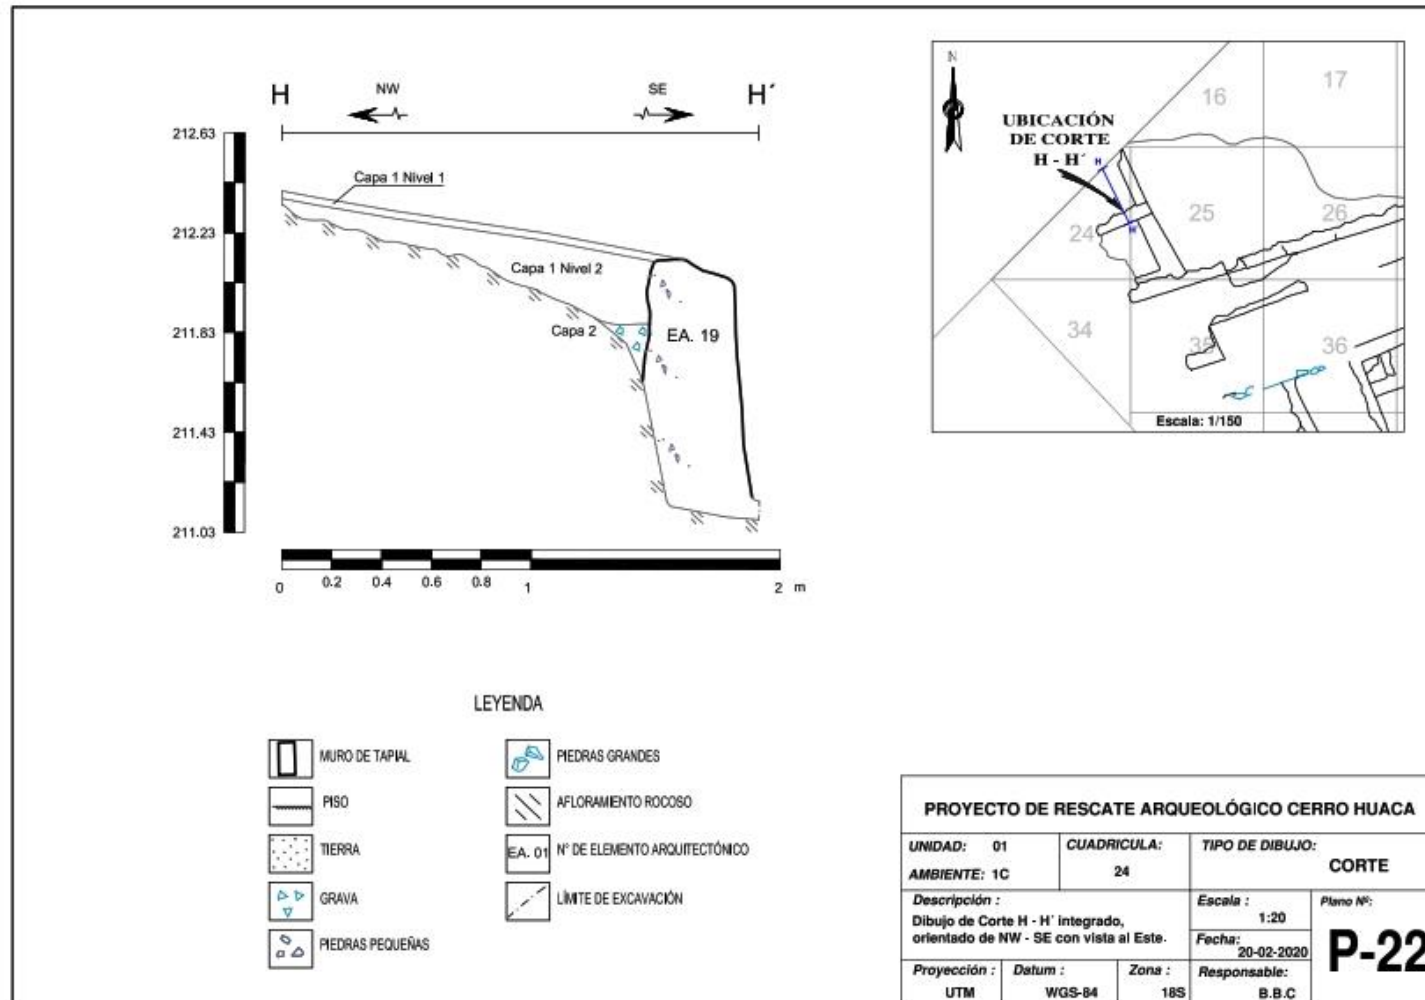 H
NW
SE
H´
212.63
212.23
211.83
211.43
211.03
Capa 1 Nivel 1
Capa 1 Nivel 2
Capa 2
EA. 19
0 0.2 0.4 0.6 0.8 1 2 m
N
UBICACIÓN
DE CORTE
H - H´
H
H´
16
17
24
25
26
34
35
36
Escala: 1/150
LEYENDA
MURO DE TAPIAL
PISO
TIERRA
GRAVA
PIEDRAS PEQUEÑAS
PIEDRAS GRANDES
AFLORAMIENTO ROCOSO
EA. 01 N° DE ELEMENTO ARQUITECTÓNICO
LÍMITE DE EXCAVACIÓN
PROYECTO DE RESCATE ARQUEOLÓGICO CERRO HUACA
UNIDAD: 01
AMBIENTE: 1C
CUADRICULA:
24
TIPO DE DIBUJO:
CORTE
Descripción :
Dibujo de Corte H - H´ integrado,
orientado de NW - SE con vista al Este.
Escala :
1:20
Fecha:
20-02-2020
Plano Nº:
P-22
Proyección :
UTM
Datum :
WGS-84
Zona :
18S
Responsable:
B.B.C